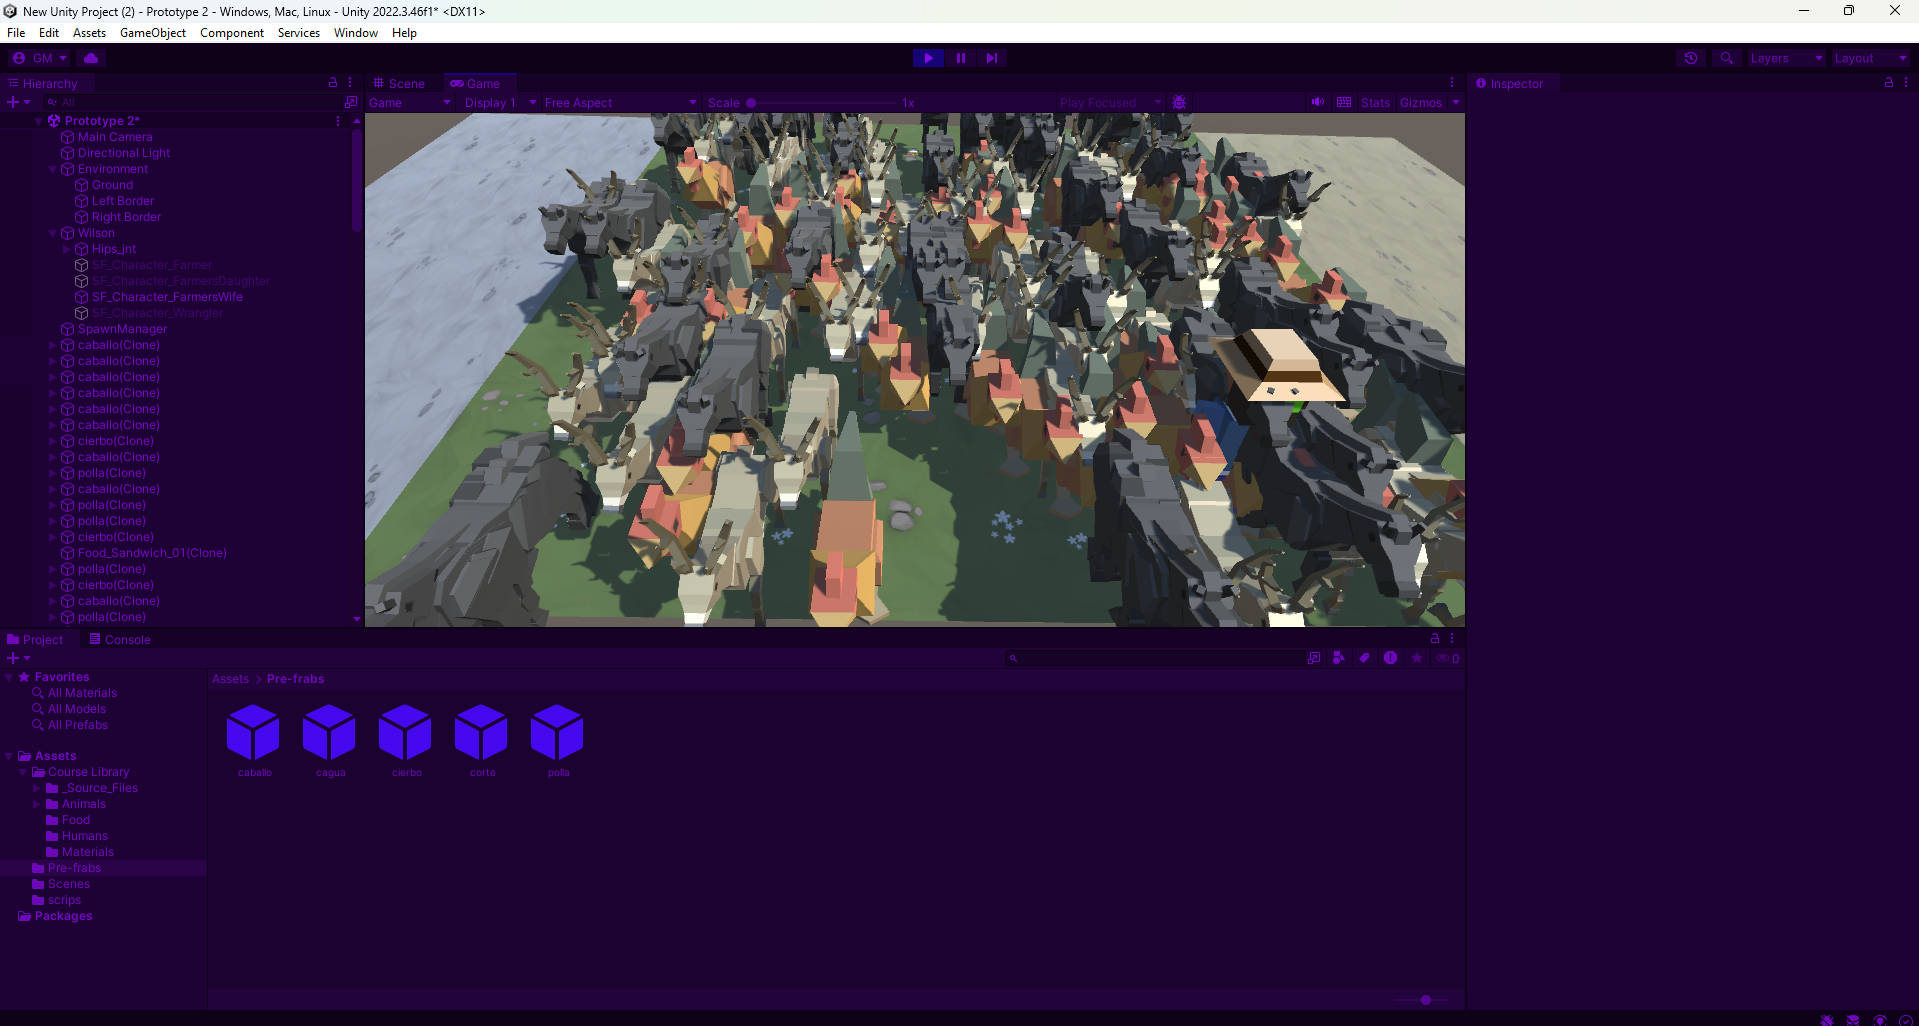 New Unity Project (2) - Prototype 2 - Windows, Mac, Linux - Unity 2022.3.46f1* <DX11>
File Edit Assets GameObject Component Services Window Help
GM Layers Layout
Hierarchy Scene Game Inspector
All Game Display 1 Free Aspect Scale 1x Play Focused Stats Gizmos
Prototype 2*
Main Camera
Directional Light
Environment
Ground
Left Border
Right Border
Wilson
Hips_jnt
SF_Character_Farmer
SF_Character_FarmersDaughter
SF_Character_FarmersWife
SF_Character_Wrangler
SpawnManager
caballo(Clone)
caballo(Clone)
caballo(Clone)
caballo(Clone)
caballo(Clone)
caballo(Clone)
cierbo(Clone)
caballo(Clone)
polla(Clone)
caballo(Clone)
polla(Clone)
polla(Clone)
cierbo(Clone)
Food_Sandwich_01(Clone)
polla(Clone)
cierbo(Clone)
caballo(Clone)
polla(Clone)
Project Console
0
Favorites
All Materials
All Models
All Prefabs
Assets
Course Library
_Source_Files
Animals
Food
Humans
Materials
Pre-frabs
Scenes
scrips
Packages
Assets > Pre-frabs
caballo cagua cierbo corte polla